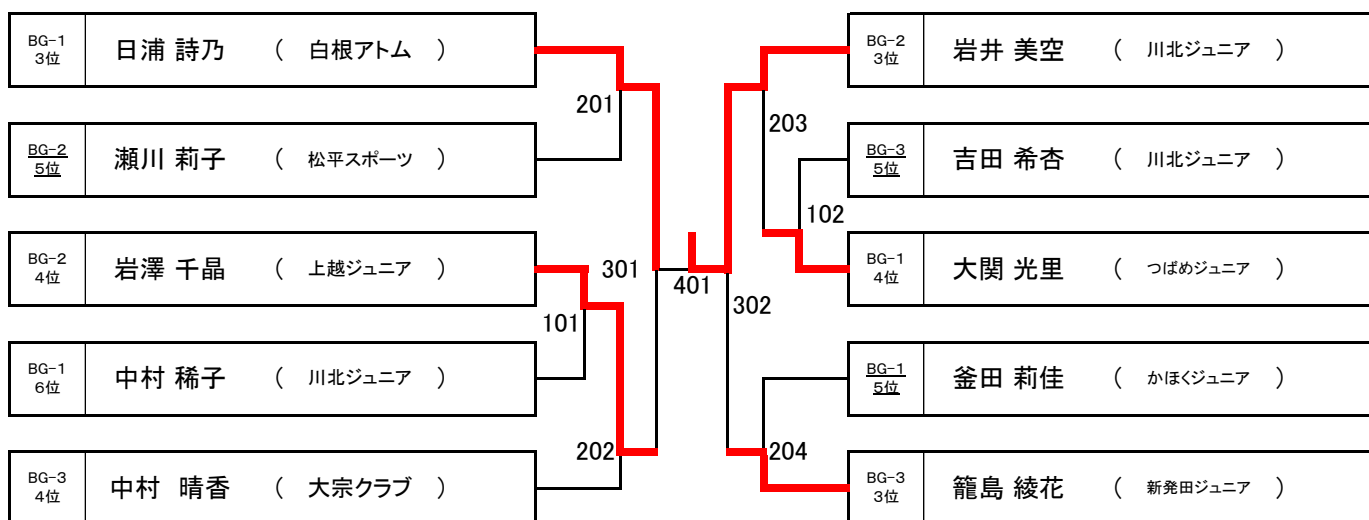 BG-1
3位
日浦 詩乃 ( 白根アトム )
BG-2
5位
瀬川 莉子 ( 松平スポーツ )
BG-2
4位
岩澤 千晶 ( 上越ジュニア )
BG-1
6位
中村 稀子 ( 川北ジュニア )
BG-3
4位
中村 晴香 ( 大宗クラブ )
201
101
202
301
401
302
203
102
204
BG-2
3位
岩井 美空 ( 川北ジュニア )
BG-3
5位
吉田 希杏 ( 川北ジュニア )
BG-1
4位
大関 光里 ( つばめジュニア )
BG-1
5位
釜田 莉佳 ( かほくジュニア )
BG-3
3位
籠島 綾花 ( 新発田ジュニア )